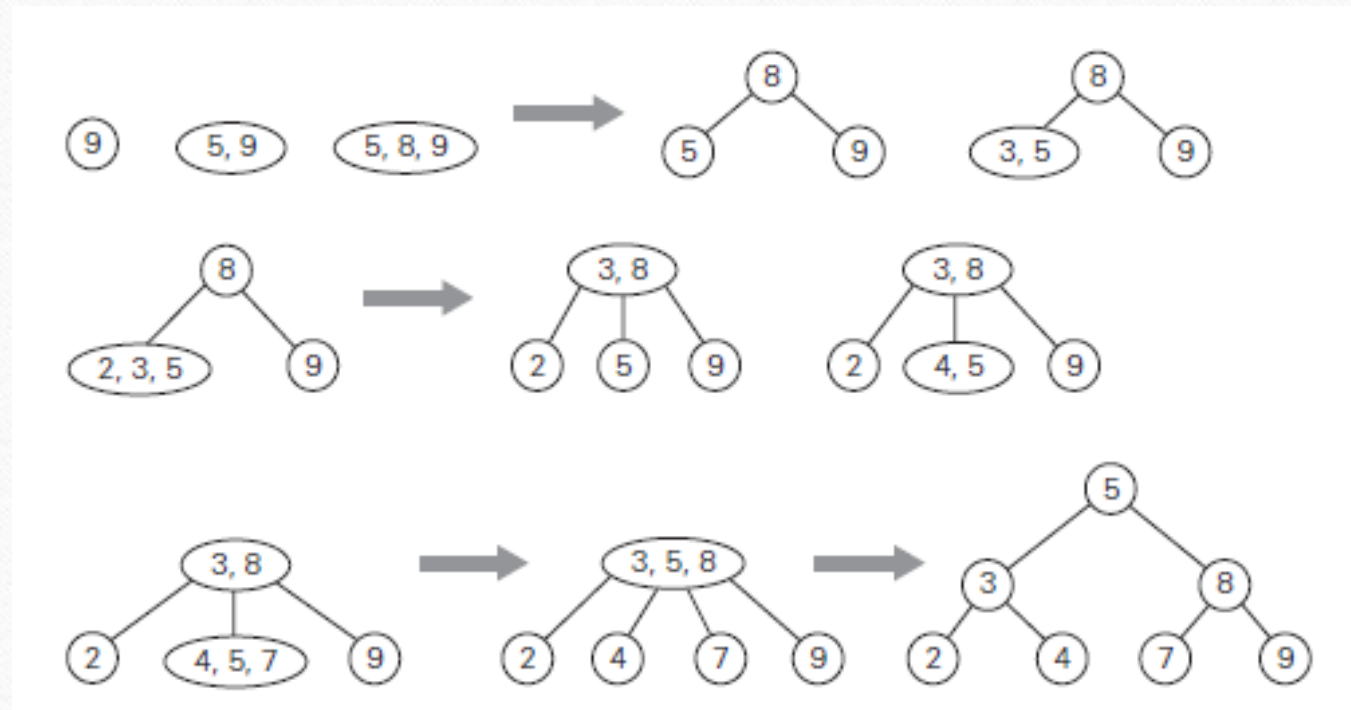 8 8
9 5, 9 5, 8, 9 5 9 3, 5 9
8 3, 8 3, 8
2, 3, 5 9 2 5 9 2 4, 5 9
5
3, 8 3, 5, 8 3 8
2 4, 5, 7 9 2 4 7 9 2 4 7 9